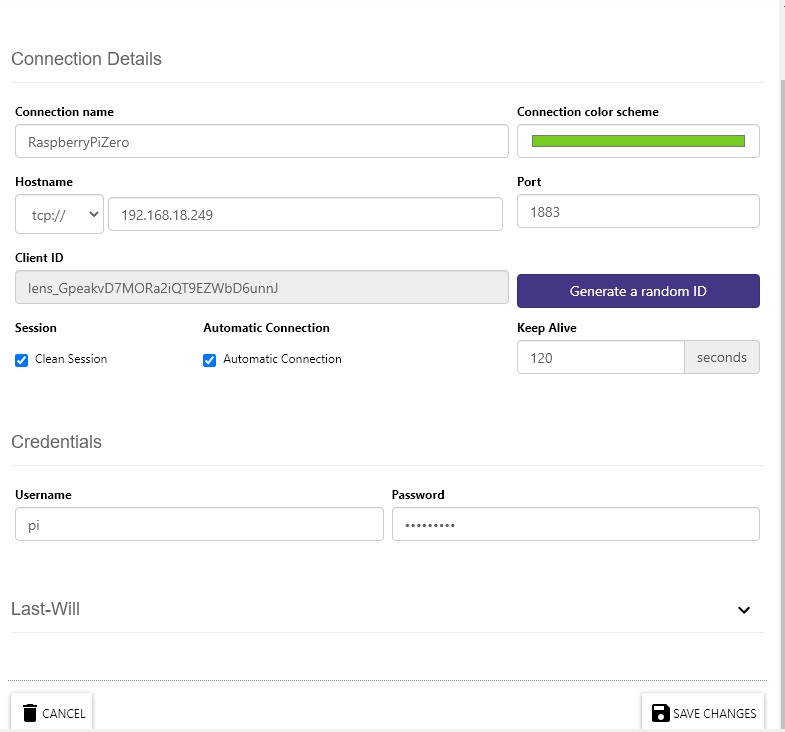 Connection Details
Connection name
Connection color scheme
RaspberryPiZero
Hostname
Port
tcp://
192.168.18.249
1883
Client ID
lens_GpeakvD7MORa2iQT9EZWbD6unnJ
Generate a random ID
Session
Automatic Connection
Keep Alive
Clean Session
Automatic Connection
120
seconds
Credentials
Username
Password
pi
•••••••••
Last-Will
CANCEL
SAVE CHANGES